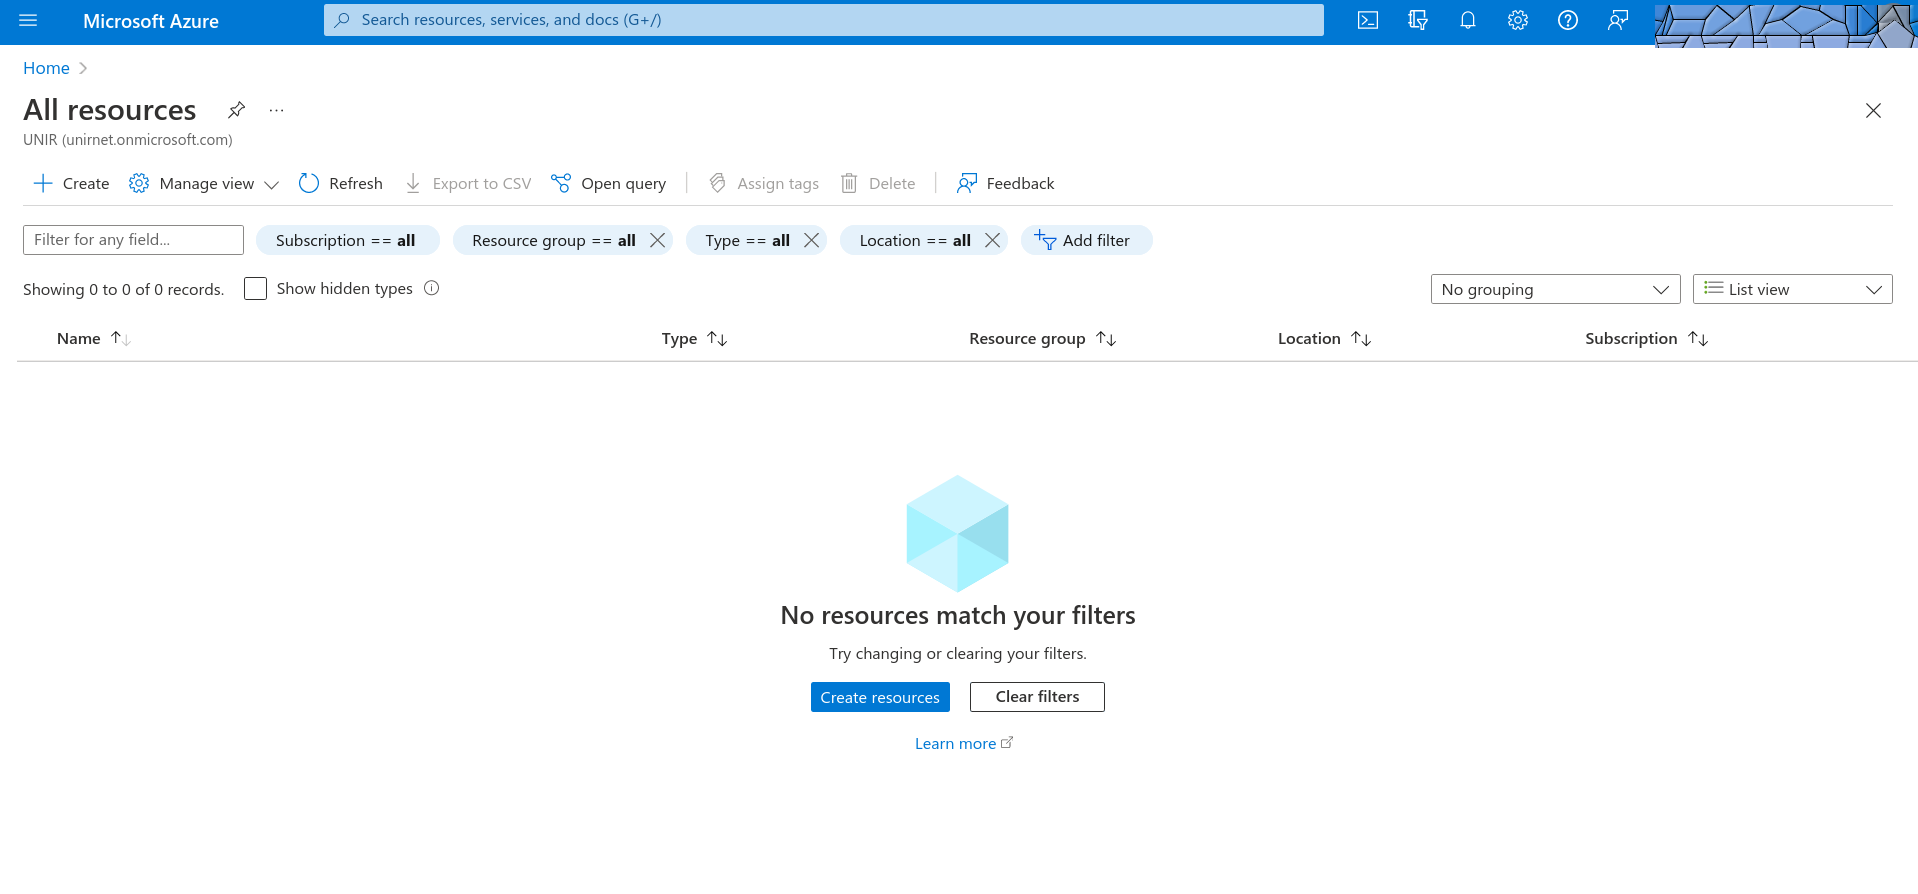 Microsoft Azure
Search resources, services, and docs (G+/)
Home
All resources
UNIR (unirnet.onmicrosoft.com)
Create Manage view Refresh Export to CSV Open query Assign tags Delete Feedback
Filter for any field... Subscription == all Resource group == all Type == all Location == all Add filter
Showing 0 to 0 of 0 records. Show hidden types No grouping List view
Name Type Resource group Location Subscription
No resources match your filters
Try changing or clearing your filters.
Create resources Clear filters
Learn more